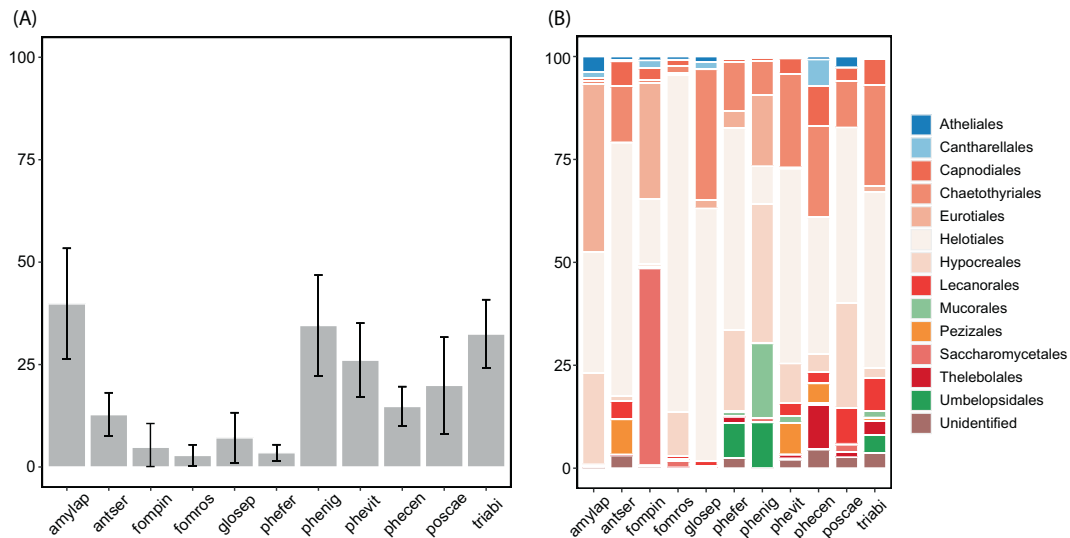 (A)
100
75
50
25
0
amylap
antser
fompin
fomros
glosep
phefer
phenig
phevit
phecen
poscae
triabi
(B)
100
75
50
25
0
amylap
antser
fompin
fomros
glosep
phefer
phenig
phevit
phecen
poscae
triabi
Atheliales
Cantharellales
Capnodiales
Chaetothyriales
Eurotiales
Helotiales
Hypocreales
Lecanorales
Mucorales
Pezizales
Saccharomycetales
Thelebolales
Umbelopsidales
Unidentified